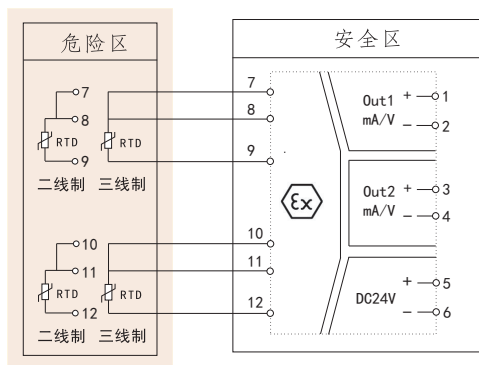 危险区
7
8
RTD
RTD
9
二线制 三线制
10
11
RTD
RTD
12
二线制 三线制
安全区
7
8
9
10
11
12
Ex
Out1 + 1
mA/V － 2
Out2 + 3
mA/V － 4
+ 5
DC24V
－ 6